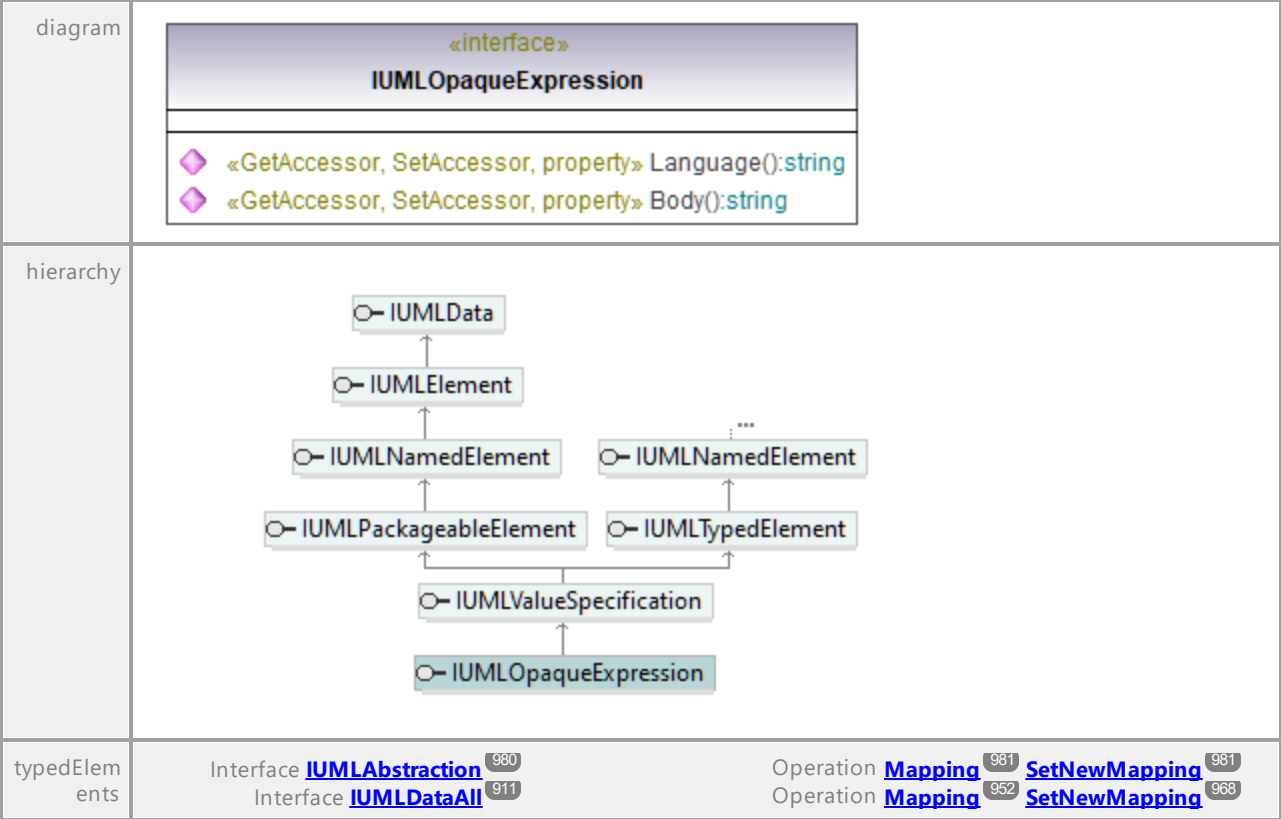 diagram
«interface»
IUMLOpaqueExpression
«GetAccessor, SetAccessor, property» Language():string
«GetAccessor, SetAccessor, property» Body():string
hierarchy
IUMLData
IUMLElement
...
IUMLNamedElement IUMLNamedElement
IUMLPackageableElement IUMLTypedElement
IUMLValueSpecification
IUMLOpaqueExpression
typedElem
ents
Interface IUMLAbstraction 980 Operation Mapping 981 SetNewMapping 981
Interface IUMLDataAll 911 Operation Mapping 952 SetNewMapping 968